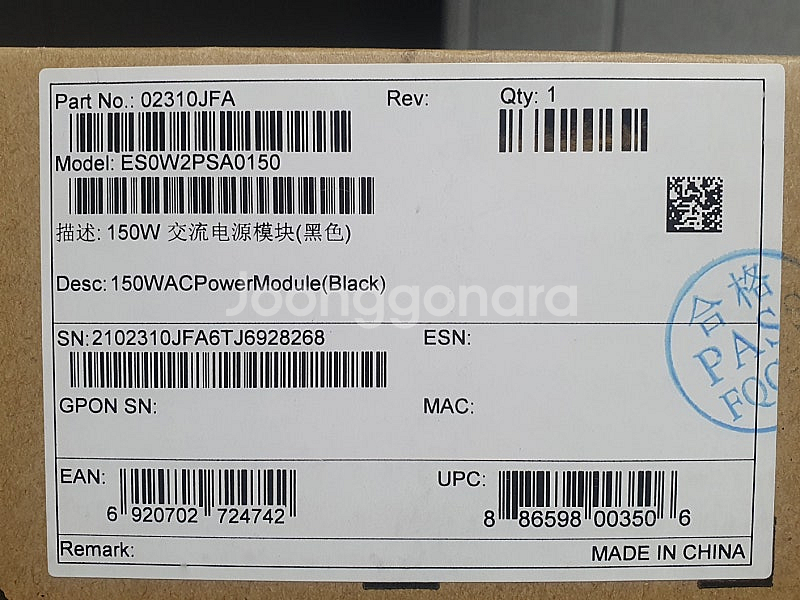 Part No.: 02310JFA
Rev:
Qty: 1
Model: ES0W2PSA0150
描述: 150W 交流电源模块(黑色)
Desc: 150WACPowerModule(Black)
Joonggonara
SN:2102310JFA6TJ6928268
ESN:
GPON SN:
MAC:
合格
PASS
FQC
EAN:
6 920702 724742
UPC:
8 86598 00350 6
Remark:
MADE IN CHINA